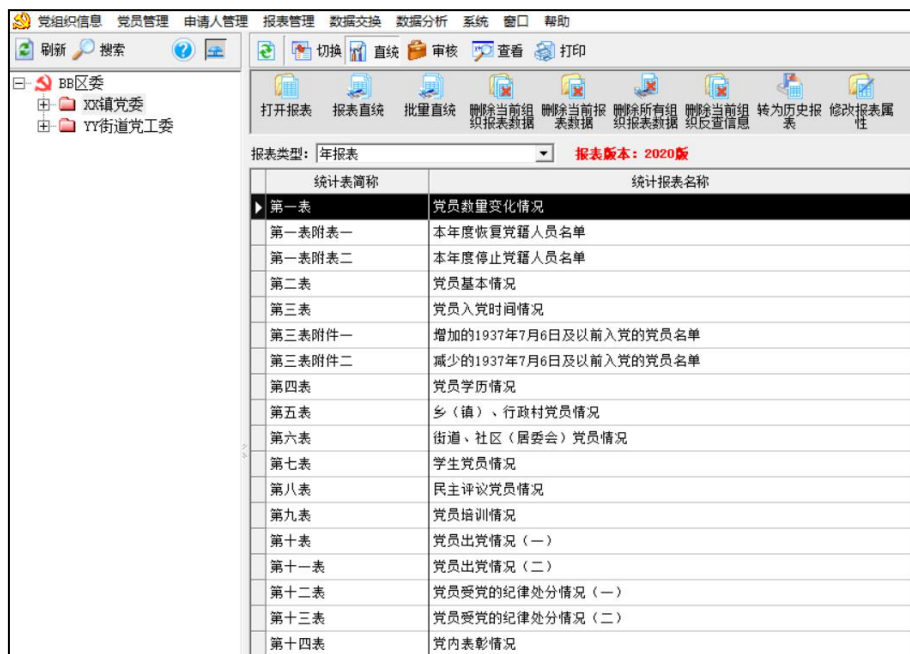 党组织信息 党员管理 申请人管理 报表管理 数据交换 数据分析 系统 窗口 帮助
刷新 搜索 切换 直统 审核 查看 打印
BB区委
XX镇党委
YY街道党工委
打开报表 报表直统 批量直统 删除当前组织报表数据 删除当前报表数据 删除所有组织报表数据 删除当前组织反查信息 转为历史报表 修改报表属性
报表类型: 年报表 报表版本: 2020版
统计表简称 统计报表名称
第一表 党员数量变化情况
第一表附表一 本年度恢复党籍人员名单
第一表附表二 本年度停止党籍人员名单
第二表 党员基本情况
第三表 党员入党时间情况
第三表附件一 增加的1937年7月6日及以前入党的党员名单
第三表附件二 减少的1937年7月6日及以前入党的党员名单
第四表 党员学历情况
第五表 乡(镇)、行政村党员情况
第六表 街道、社区(居委会)党员情况
第七表 学生党员情况
第八表 民主评议党员情况
第九表 党员培训情况
第十表 党员出党情况(一)
第十一表 党员出党情况(二)
第十二表 党员受党的纪律处分情况(一)
第十三表 党员受党的纪律处分情况(二)
第十四表 党内表彰情况